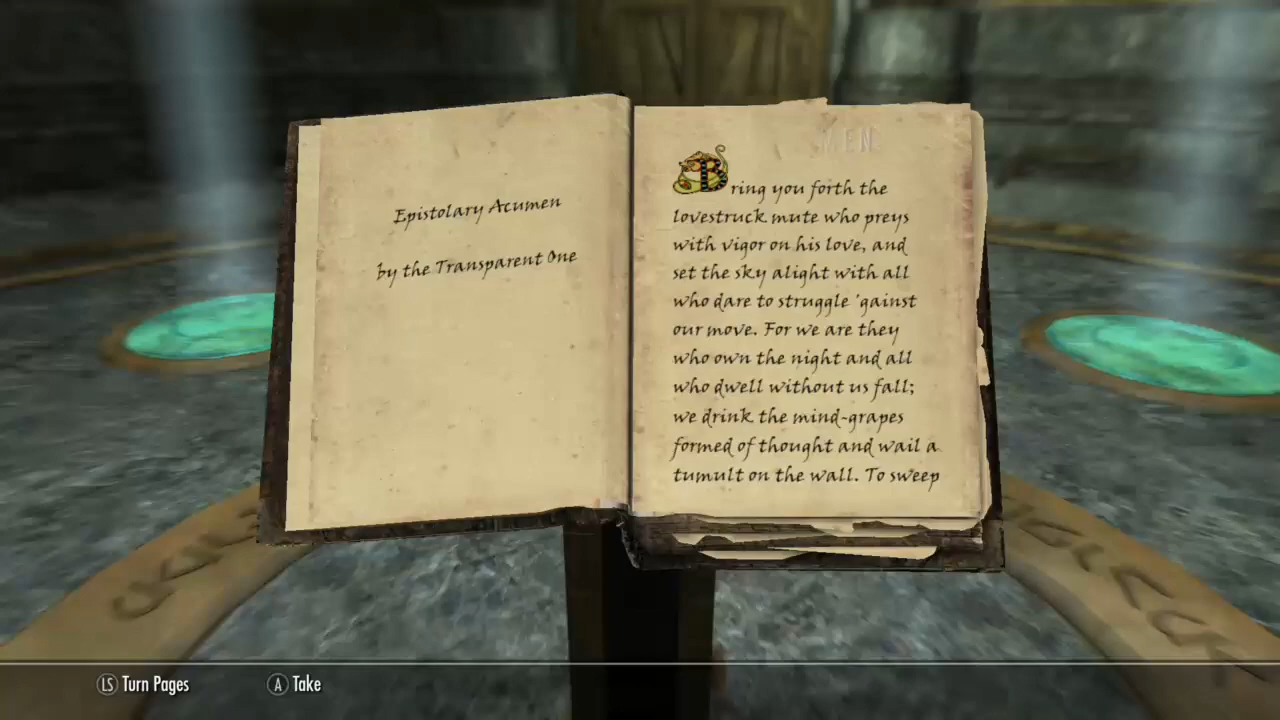 Epistolary Acumen
by the Transparent One
MEN
Bring you forth the
lovestruck mute who preys
with vigor on his love, and
set the sky alight with all
who dare to struggle 'gainst
our move. For we are they
who own the night and all
who dwell without us fall;
we drink the mind-grapes
formed of thought and wail a
tumult on the wall. To sweep
LS Turn Pages
A Take